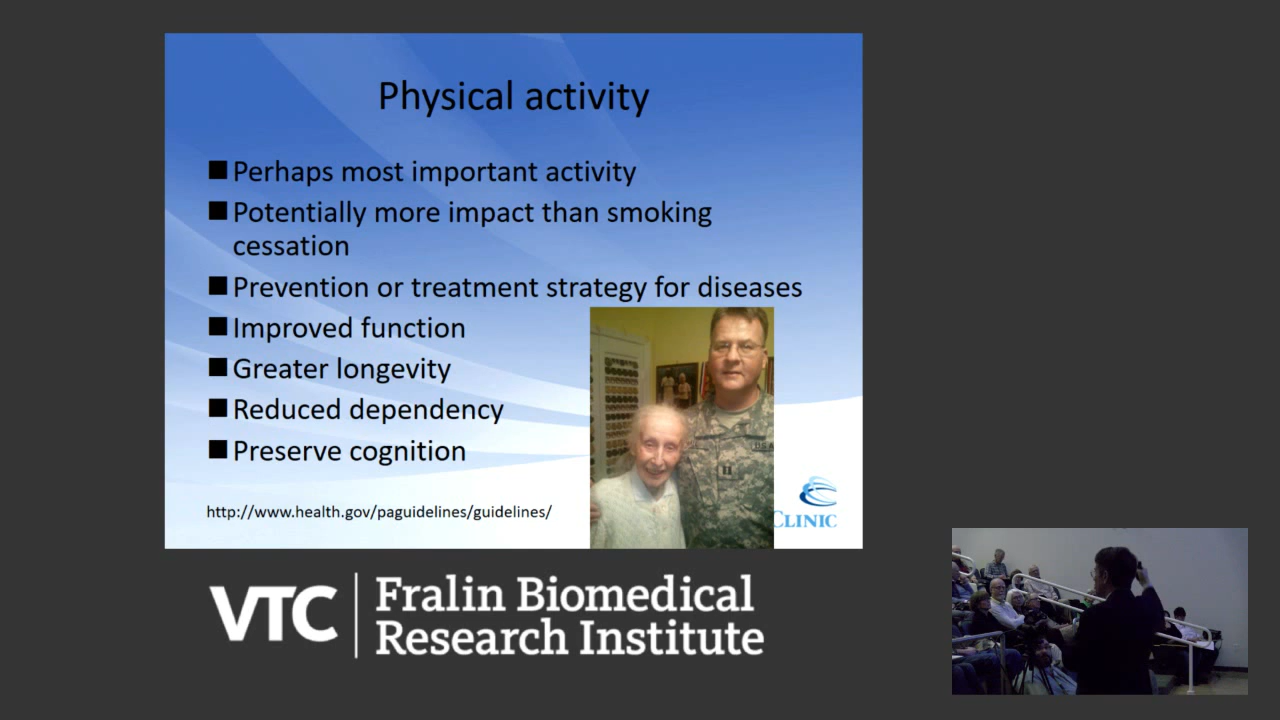 Physical activity
Perhaps most important activity
Potentially more impact than smoking
cessation
Prevention or treatment strategy for diseases
Improved function
Greater longevity
Reduced dependency
Preserve cognition
http://www.health.gov/paguidelines/guidelines/
CLINIC
VTC
Fralin Biomedical
Research Institute